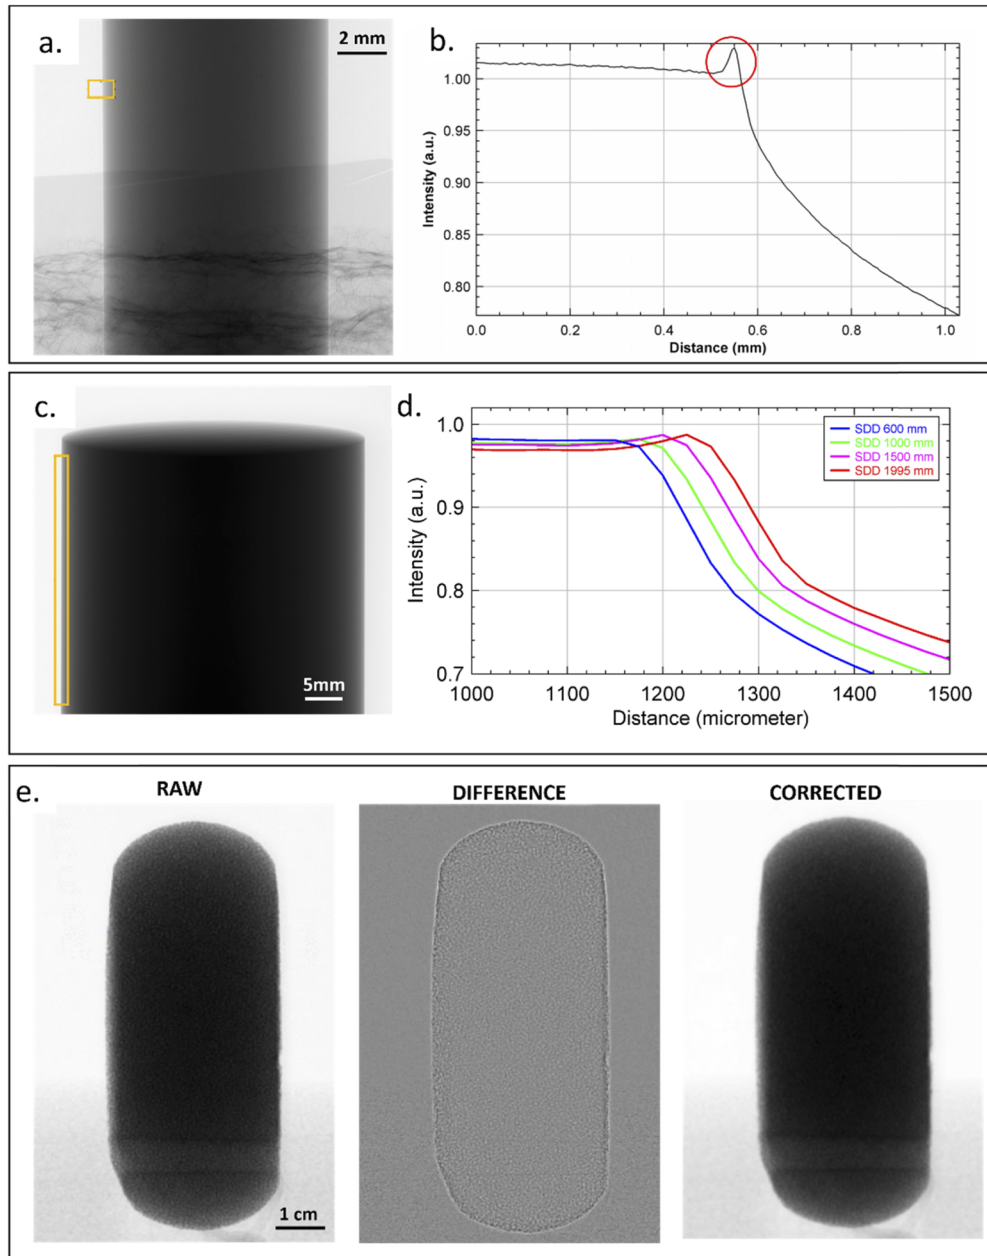 a.
2 mm
b.
1.00
0.95
0.90
0.85
0.80
Intensity (a.u.)
0.0 0.2 0.4 0.6 0.8 1.0
Distance (mm)
c.
5mm
d.
1.0
0.9
0.8
0.7
Intensity (a.u.)
SDD 600 mm
SDD 1000 mm
SDD 1500 mm
SDD 1995 mm
1000 1100 1200 1300 1400 1500
Distance (micrometer)
e.
RAW DIFFERENCE CORRECTED
1 cm